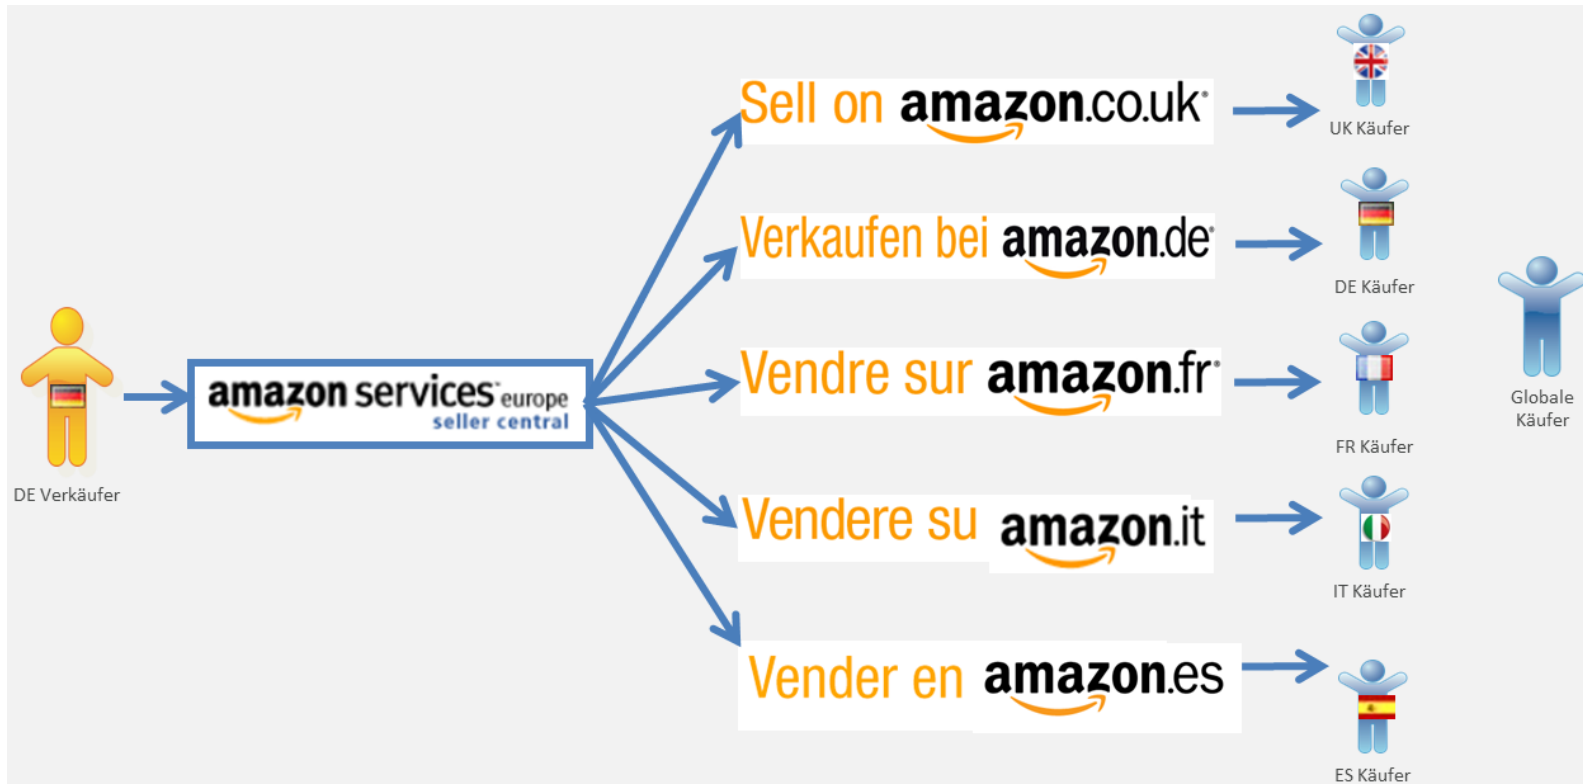 DE Verkäufer
amazon services™ europe
seller central
Sell on amazon.co.uk®
UK Käufer
Verkaufen bei amazon.de®
DE Käufer
Vendre sur amazon.fr®
FR Käufer
Vendere su amazon.it
IT Käufer
Vender en amazon.es
ES Käufer
Globale
Käufer